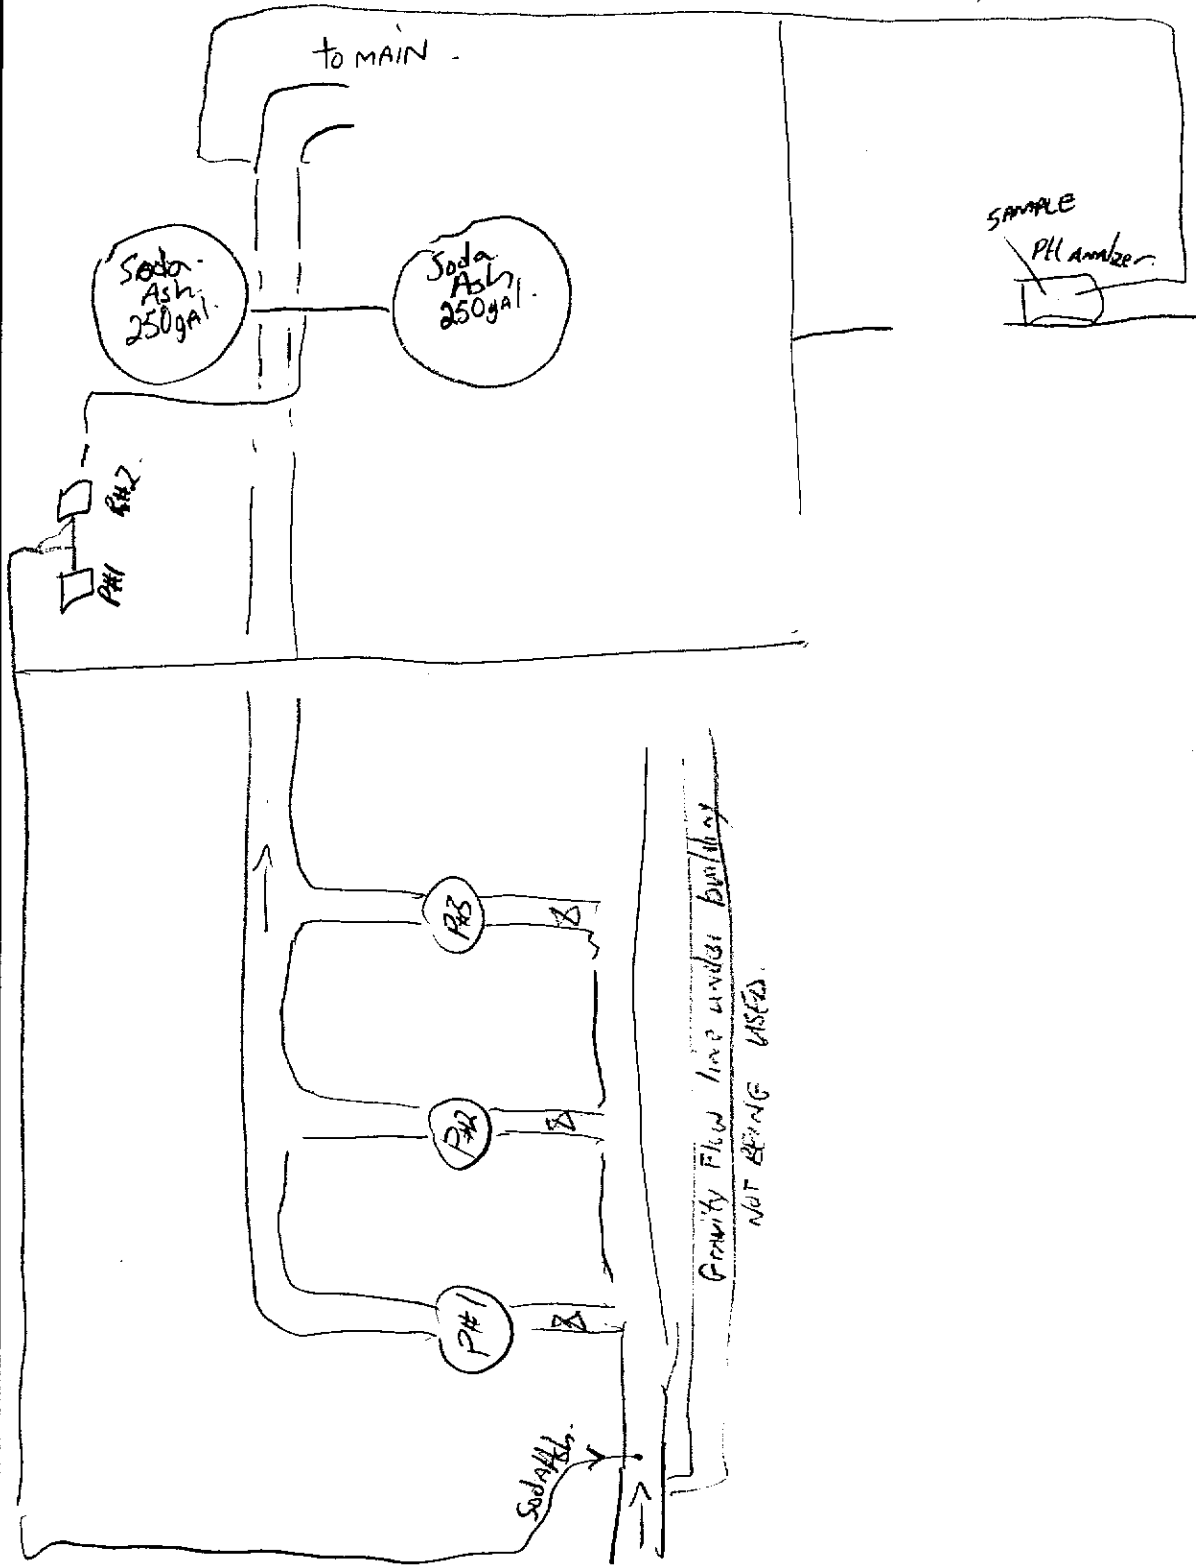 to MAIN -
Soda
Ash
250gAl.
Soda
Ash
250gAl.
SAMPLE
PH Analizer
P#2
P#1
P#3
P#2
P#1
Gravity Flow line under building
NOT BEING USED.
Soda Ash.